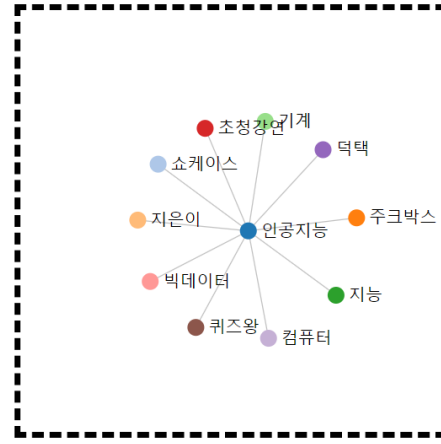 초청강연
기계
덕택
쇼케이스
지은이
주크박스
인공지능
빅데이터
지능
퀴즈왕
컴퓨터